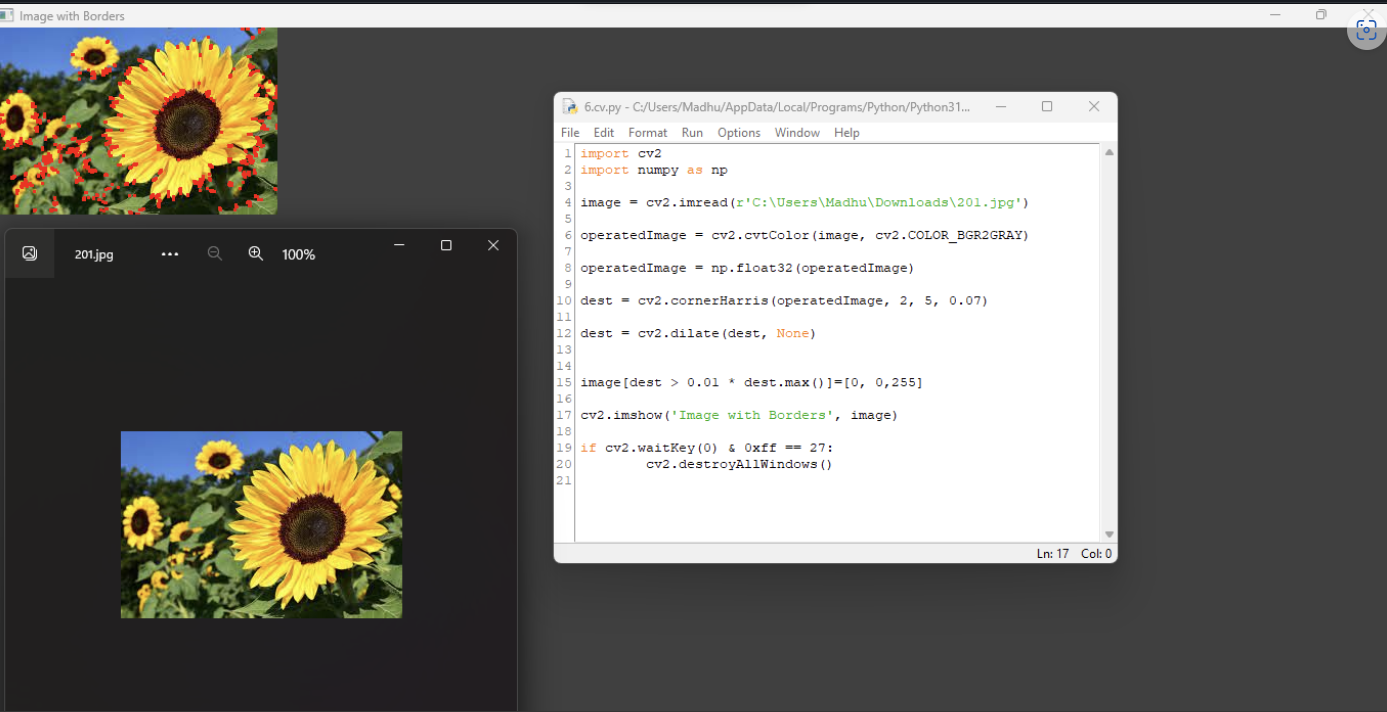 Image with Borders
201.jpg
100%
6.cv.py - C:/Users/Madhu/AppData/Local/Programs/Python/Python31...
File Edit Format Run Options Window Help
1 import cv2
2 import numpy as np
3
4 image = cv2.imread(r'C:\Users\Madhu\Downloads\201.jpg')
5
6 operatedImage = cv2.cvtColor(image, cv2.COLOR_BGR2GRAY)
7
8 operatedImage = np.float32(operatedImage)
9
10 dest = cv2.cornerHarris(operatedImage, 2, 5, 0.07)
11
12 dest = cv2.dilate(dest, None)
13
14
15 image[dest > 0.01 * dest.max()]=[0, 0,255]
16
17 cv2.imshow('Image with Borders', image)
18
19 if cv2.waitKey(0) & 0xff == 27:
20         cv2.destroyAllWindows()
21
Ln: 17 Col: 0